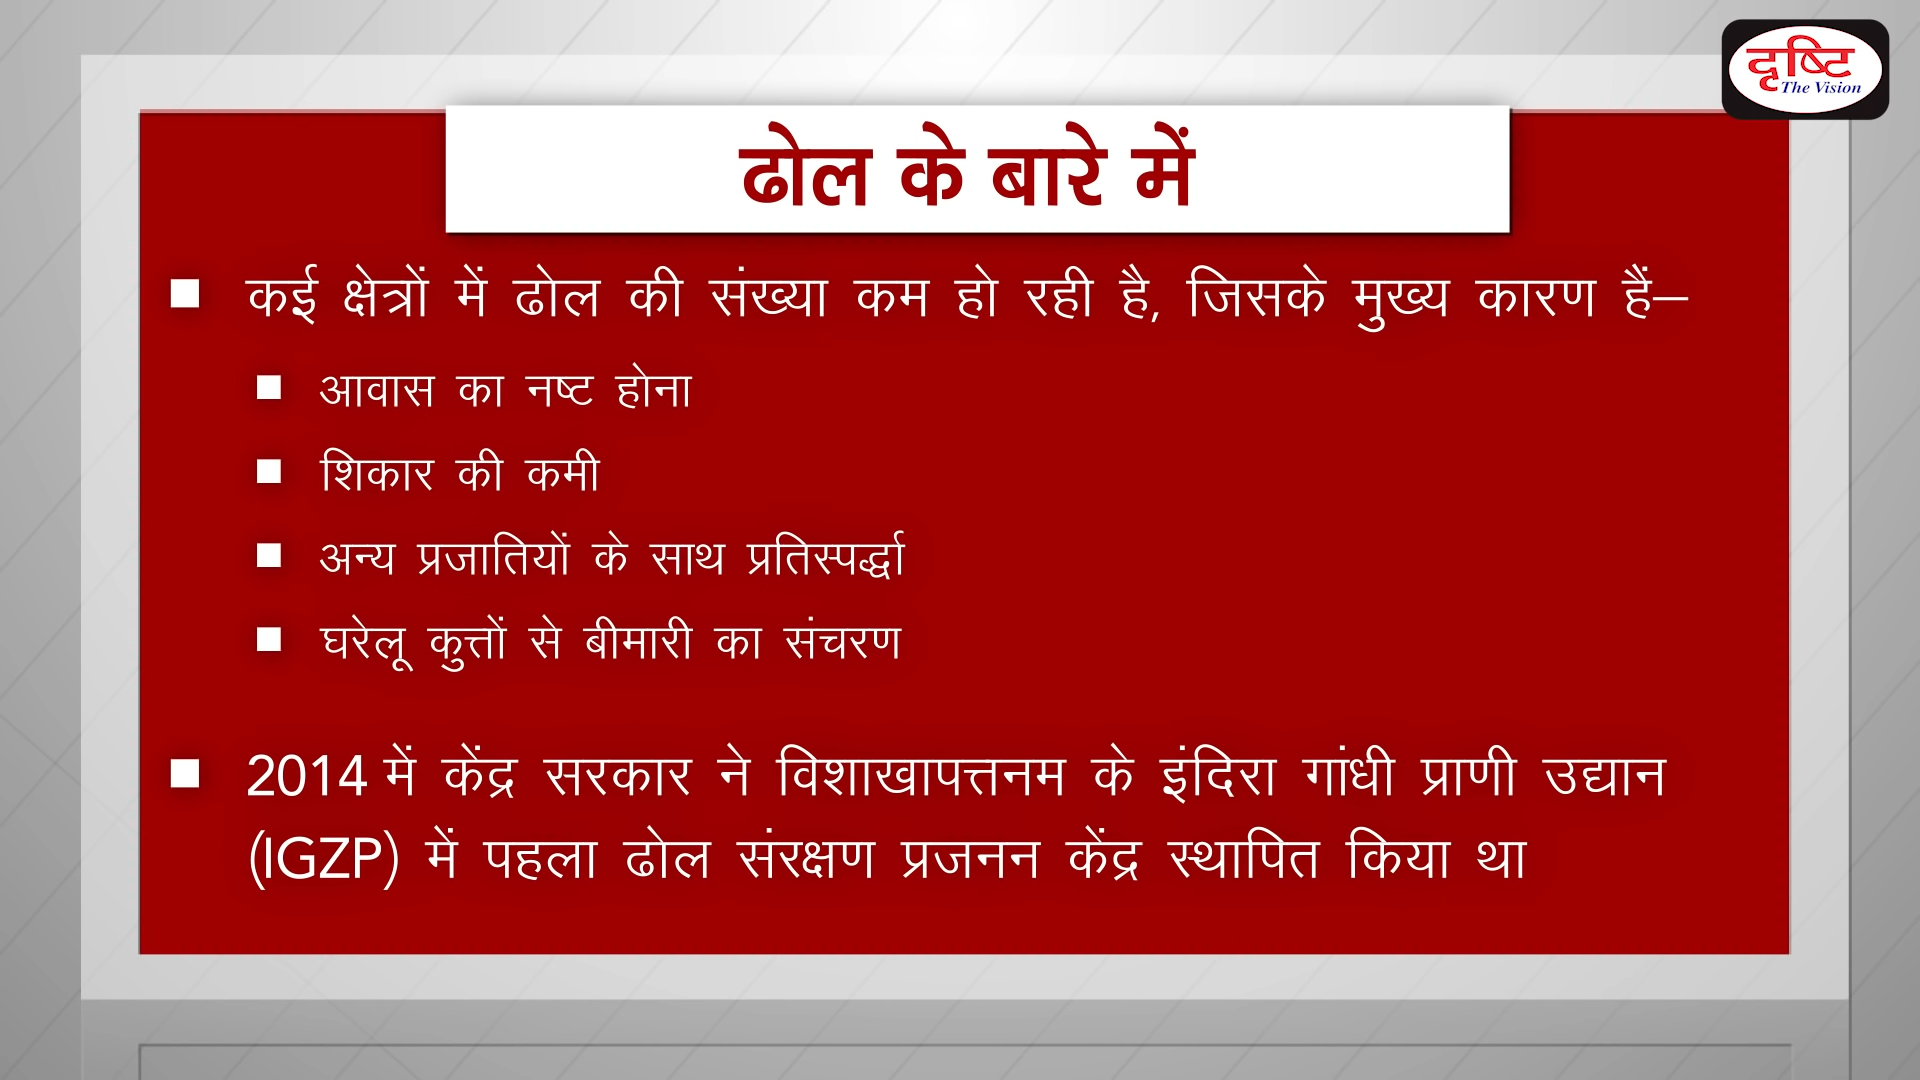 दृष्टि
The Vision
ढोल के बारे में
■ कई क्षेत्रों में ढोल की संख्या कम हो रही है, जिसके मुख्य कारण हैं–
■ आवास का नष्ट होना
■ शिकार की कमी
■ अन्य प्रजातियों के साथ प्रतिस्पर्द्धा
■ घरेलू कुत्तों से बीमारी का संचरण
■ 2014 में केंद्र सरकार ने विशाखापत्तनम के इंदिरा गांधी प्राणी उद्यान
(IGZP) में पहला ढोल संरक्षण प्रजनन केंद्र स्थापित किया था